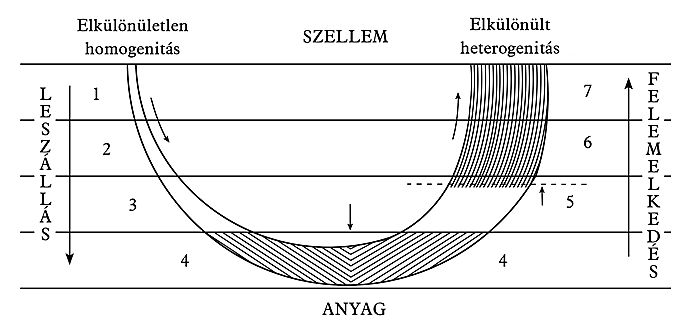 Elkülönületlen
homogenitás
SZELLEM
Elkülönült
heterogenitás
LESZÁLLÁS
1
2
3
4
7
6
5
4
FELEMELKEDÉS
ANYAG